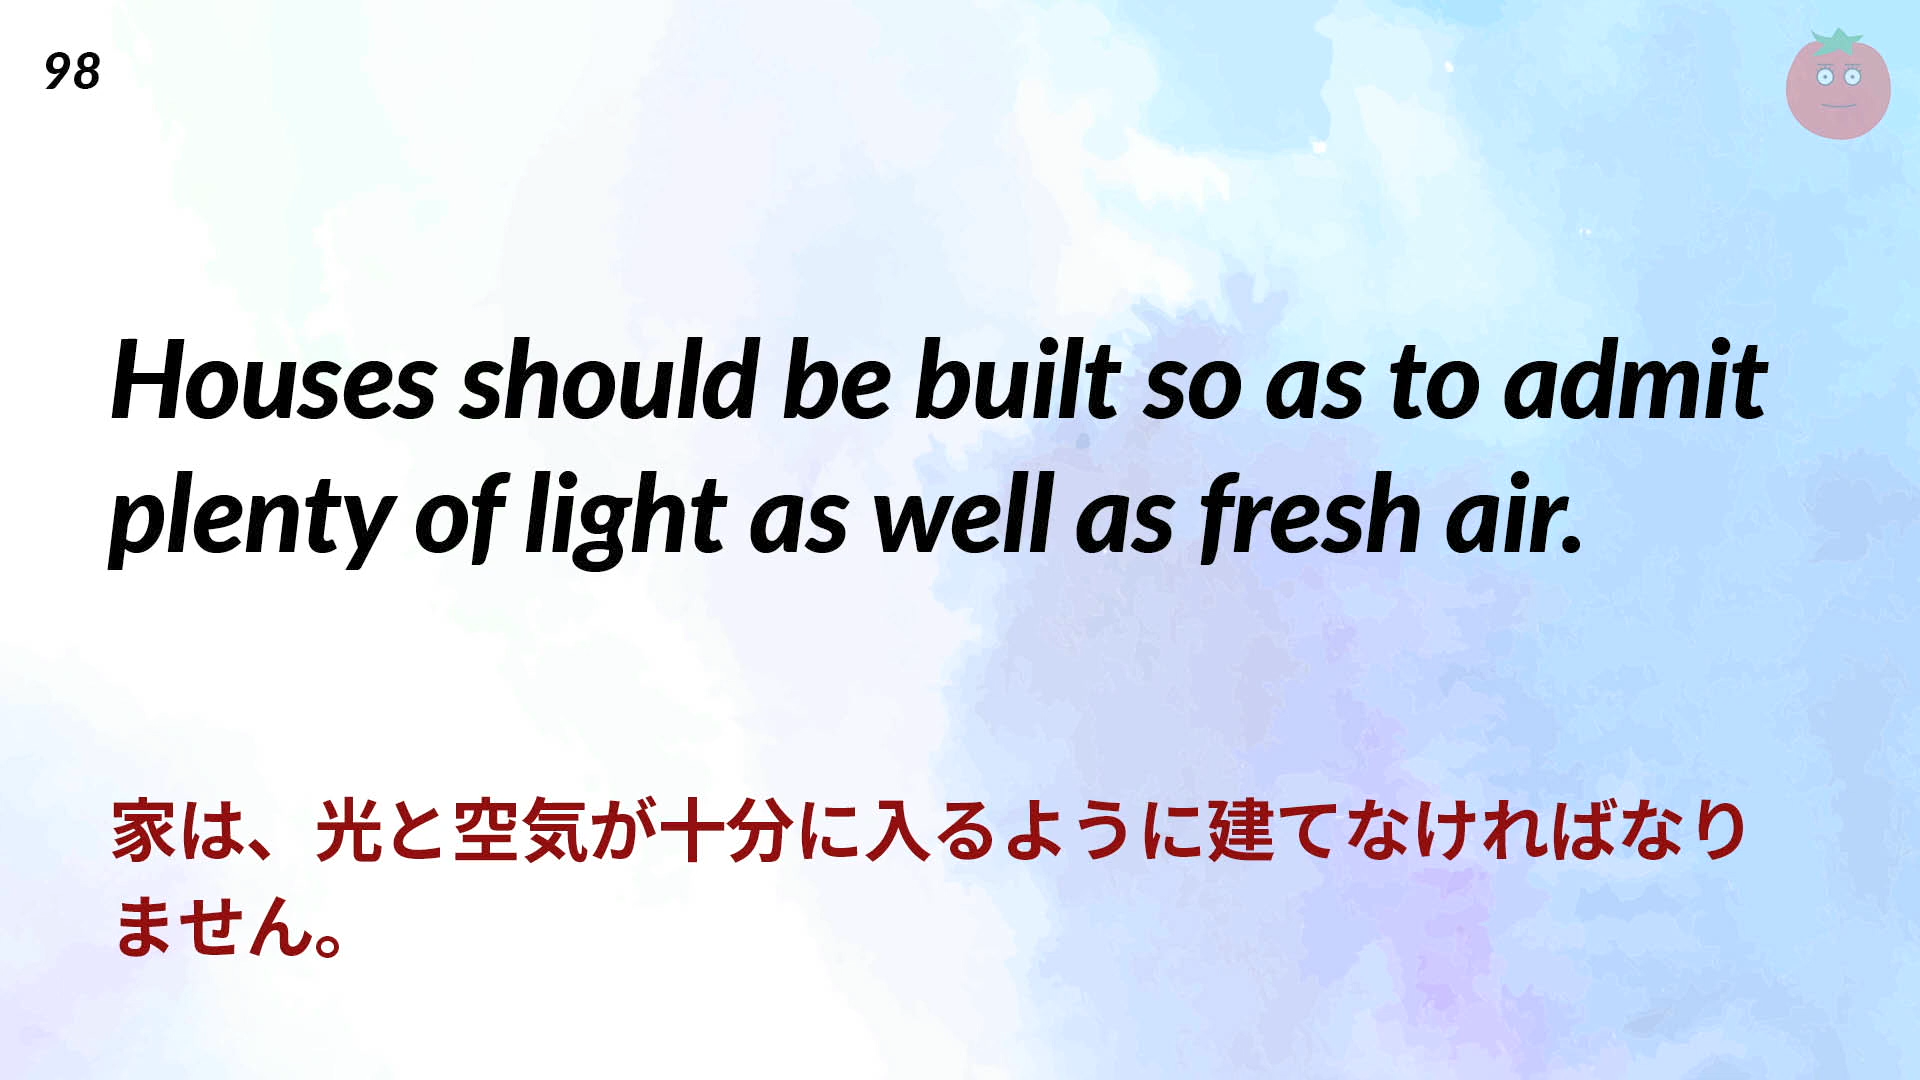 98
Houses should be built so as to admit
plenty of light as well as fresh air.
家は、光と空気が十分に入るように建てなければなり
ません。